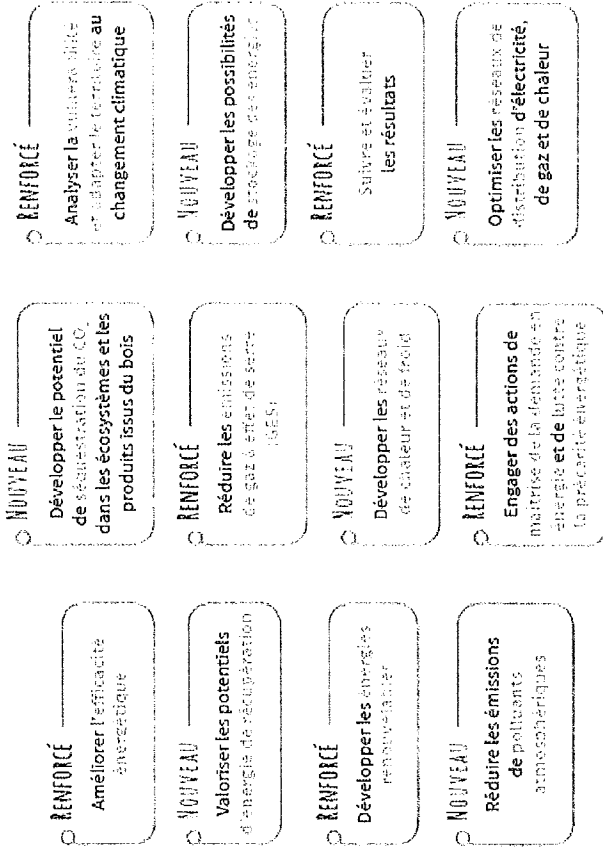 RENFORCÉ
Améliorer l'efficacité
énergétique
NOUVEAU
Valoriser les potentiels
d'énergie de récupération
RENFORCÉ
Développer les énergies
renouvelables
NOUVEAU
Réduire les émissions
de polluants
atmosphériques
NOUVEAU
Développer le potentiel
de séquestration du CO₂
dans les écosystèmes et les
produits issus du bois
RENFORCÉ
Réduire les émissions
de gaz à effet de serre
(GES)
NOUVEAU
Développer les réseaux
de chaleur et de froid
RENFORCÉ
Engager des actions de
maîtrise de la demande en
énergie et de lutte contre
la précarité énergétique
RENFORCÉ
Analyser la vulnérabilité
et adapter le territoire au
changement climatique
NOUVEAU
Développer les possibilités
de stockage des énergies
RENFORCÉ
Suivre et évaluer
les résultats
NOUVEAU
Optimiser les réseaux de
distribution d'électricité,
de gaz et de chaleur